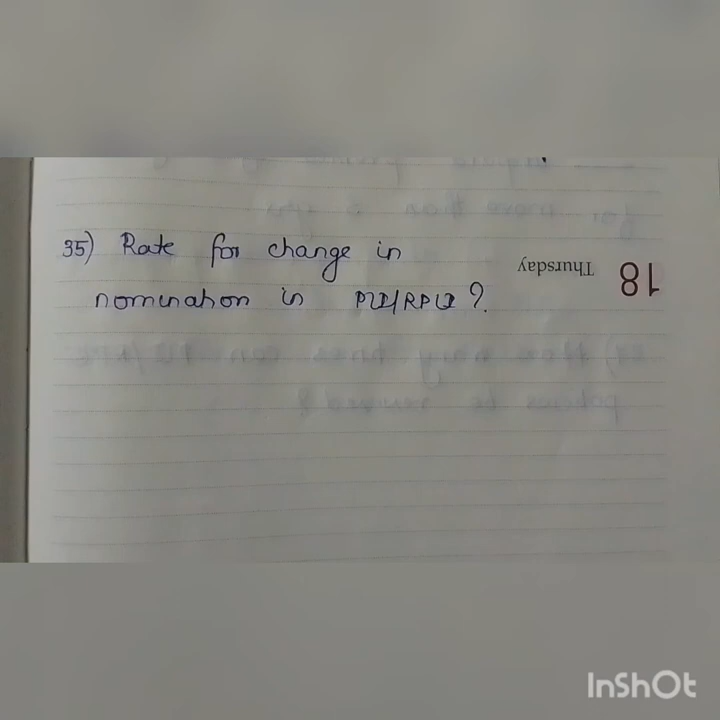 35) Rate for change in
nomination in PLI/RPLI ?
Thursday 18
InShOt